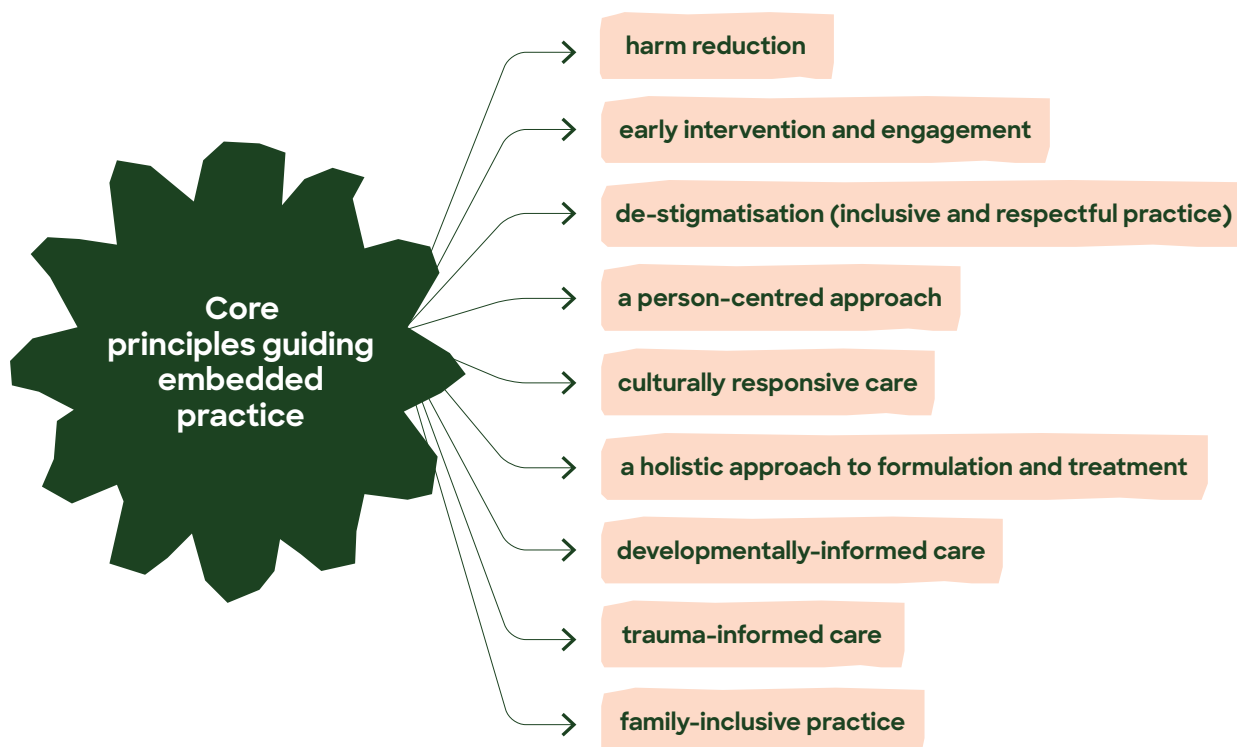 Core
principles guiding
embedded
practice
harm reduction
early intervention and engagement
de-stigmatisation (inclusive and respectful practice)
a person-centred approach
culturally responsive care
a holistic approach to formulation and treatment
developmentally-informed care
trauma-informed care
family-inclusive practice